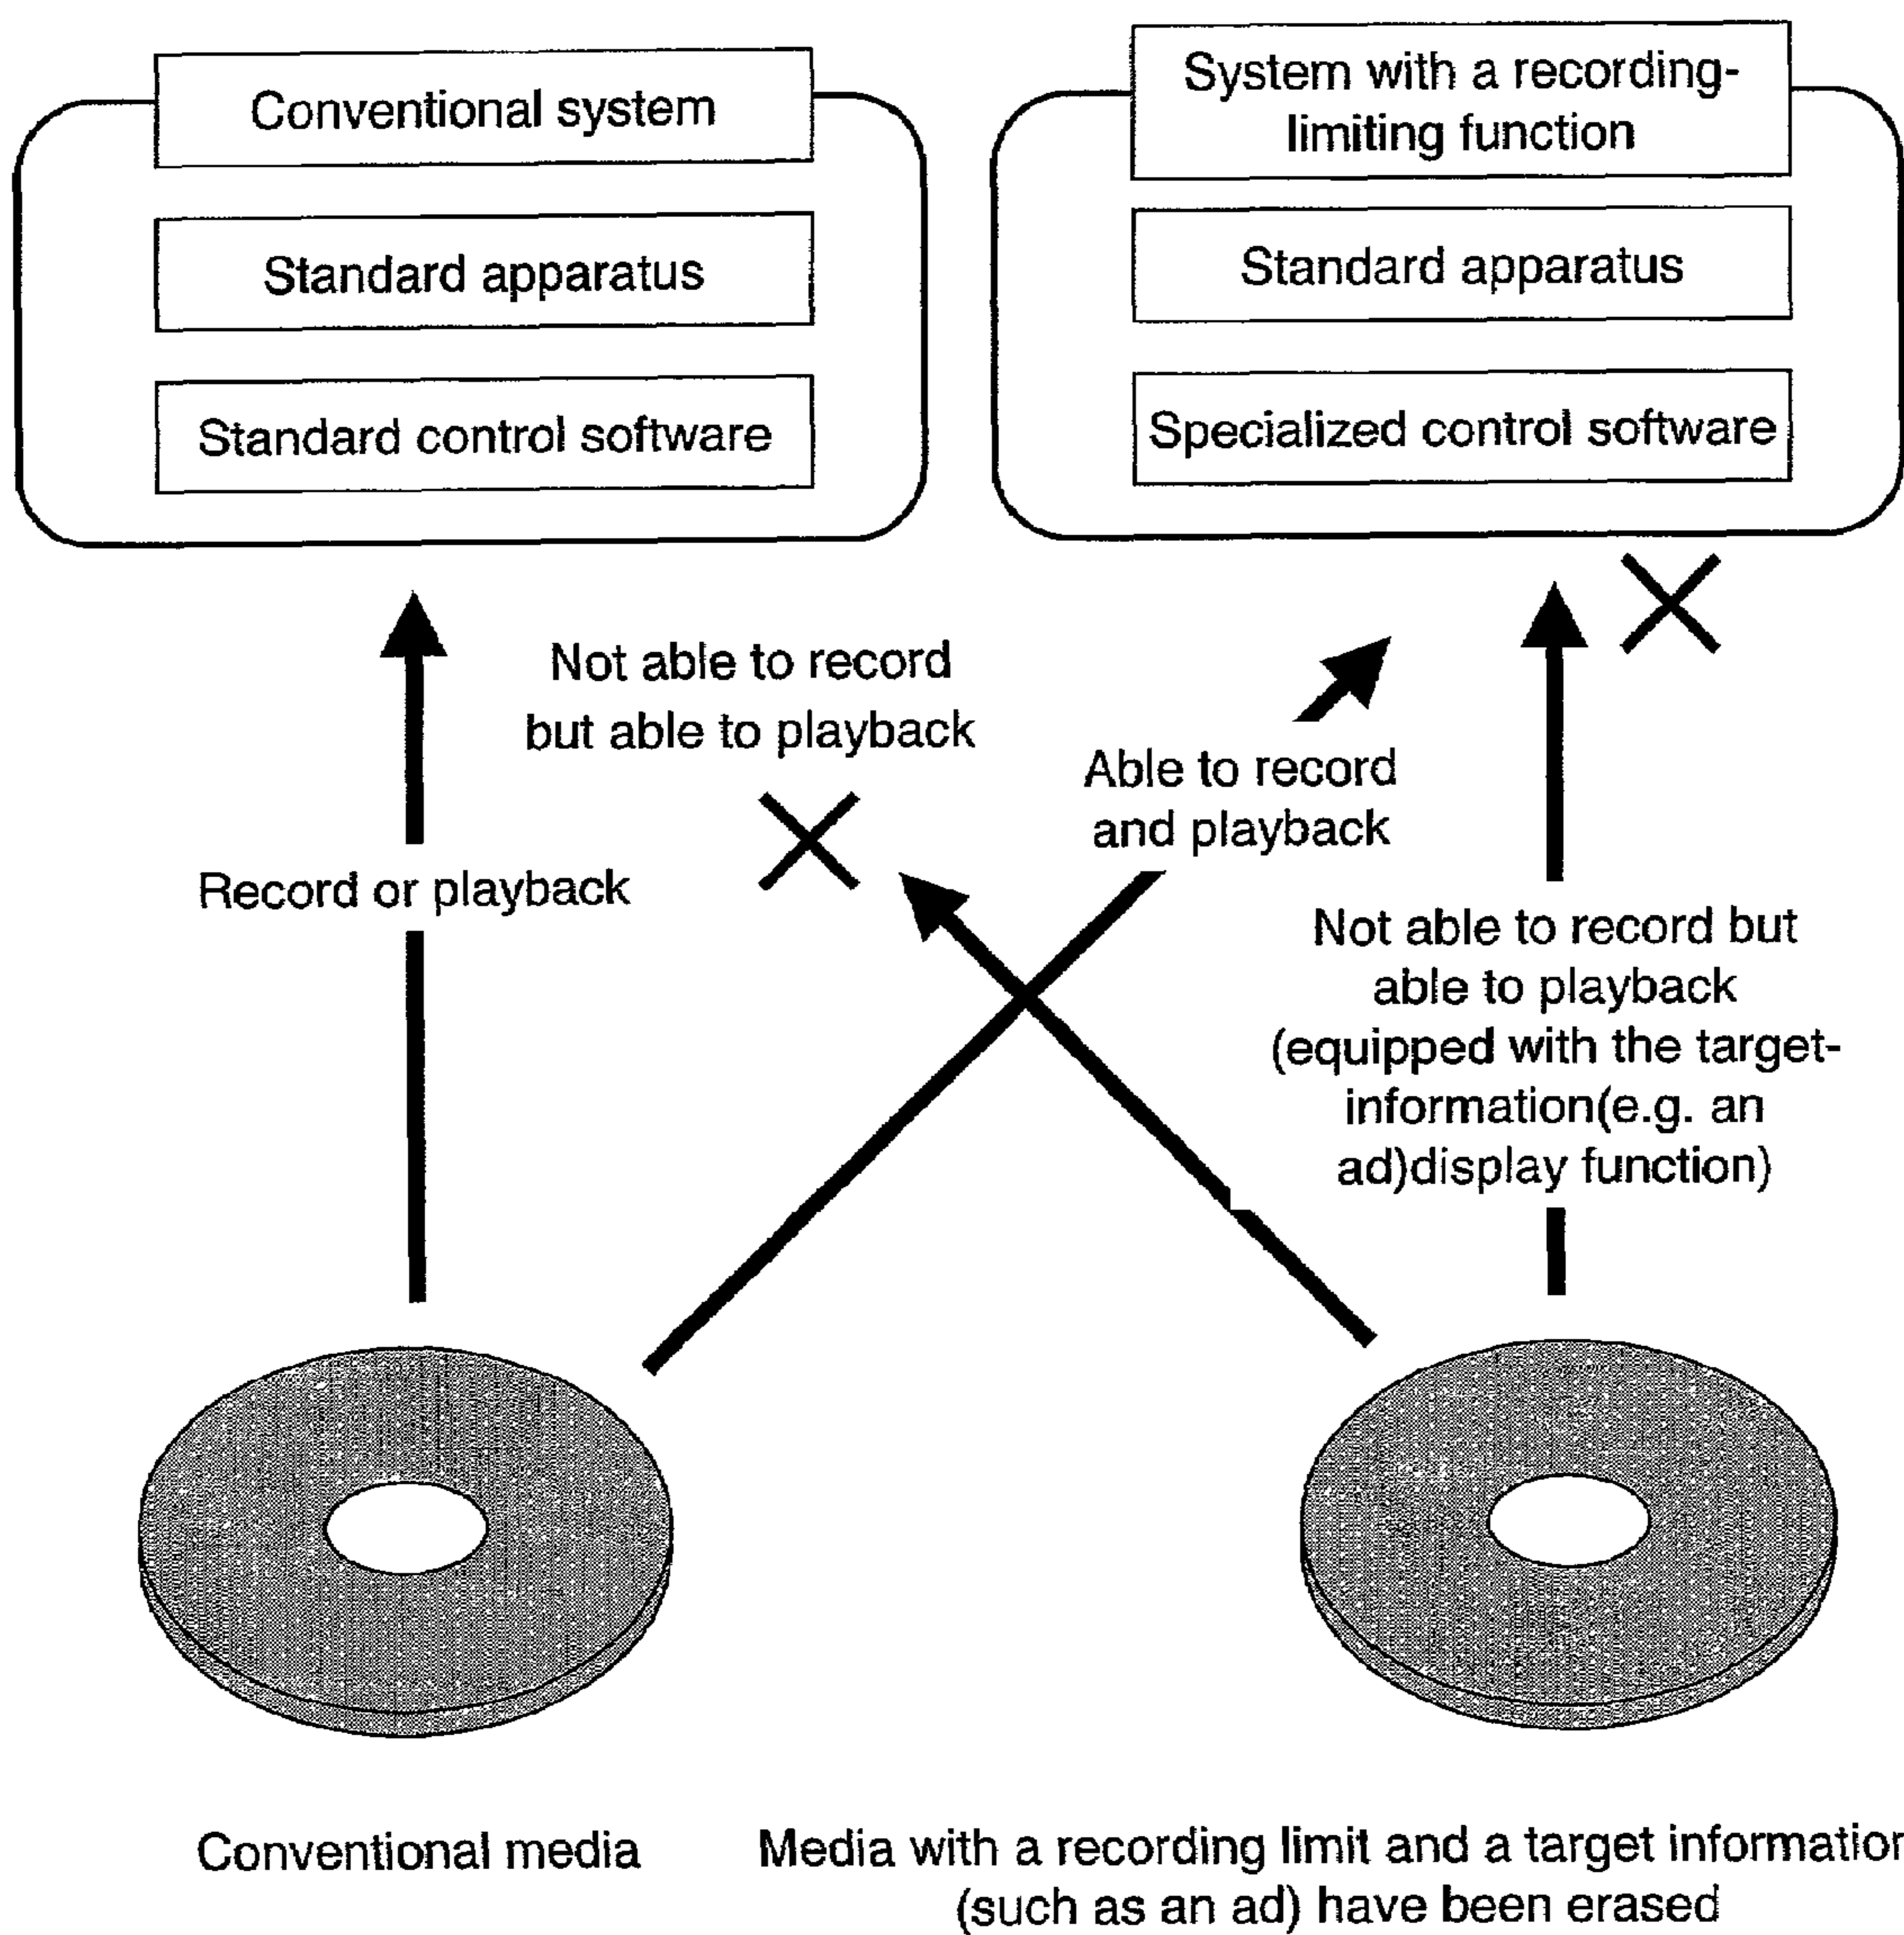 Conventional system
Standard apparatus
Standard control software
System with a recording-
limiting function
Standard apparatus
Specialized control software
Not able to record
but able to playback
Able to record
and playback
Record or playback
Not able to record but
able to playback
(equipped with the target-
information(e.g. an
ad)display function)
Conventional media
Media with a recording limit and a target information
(such as an ad) have been erased